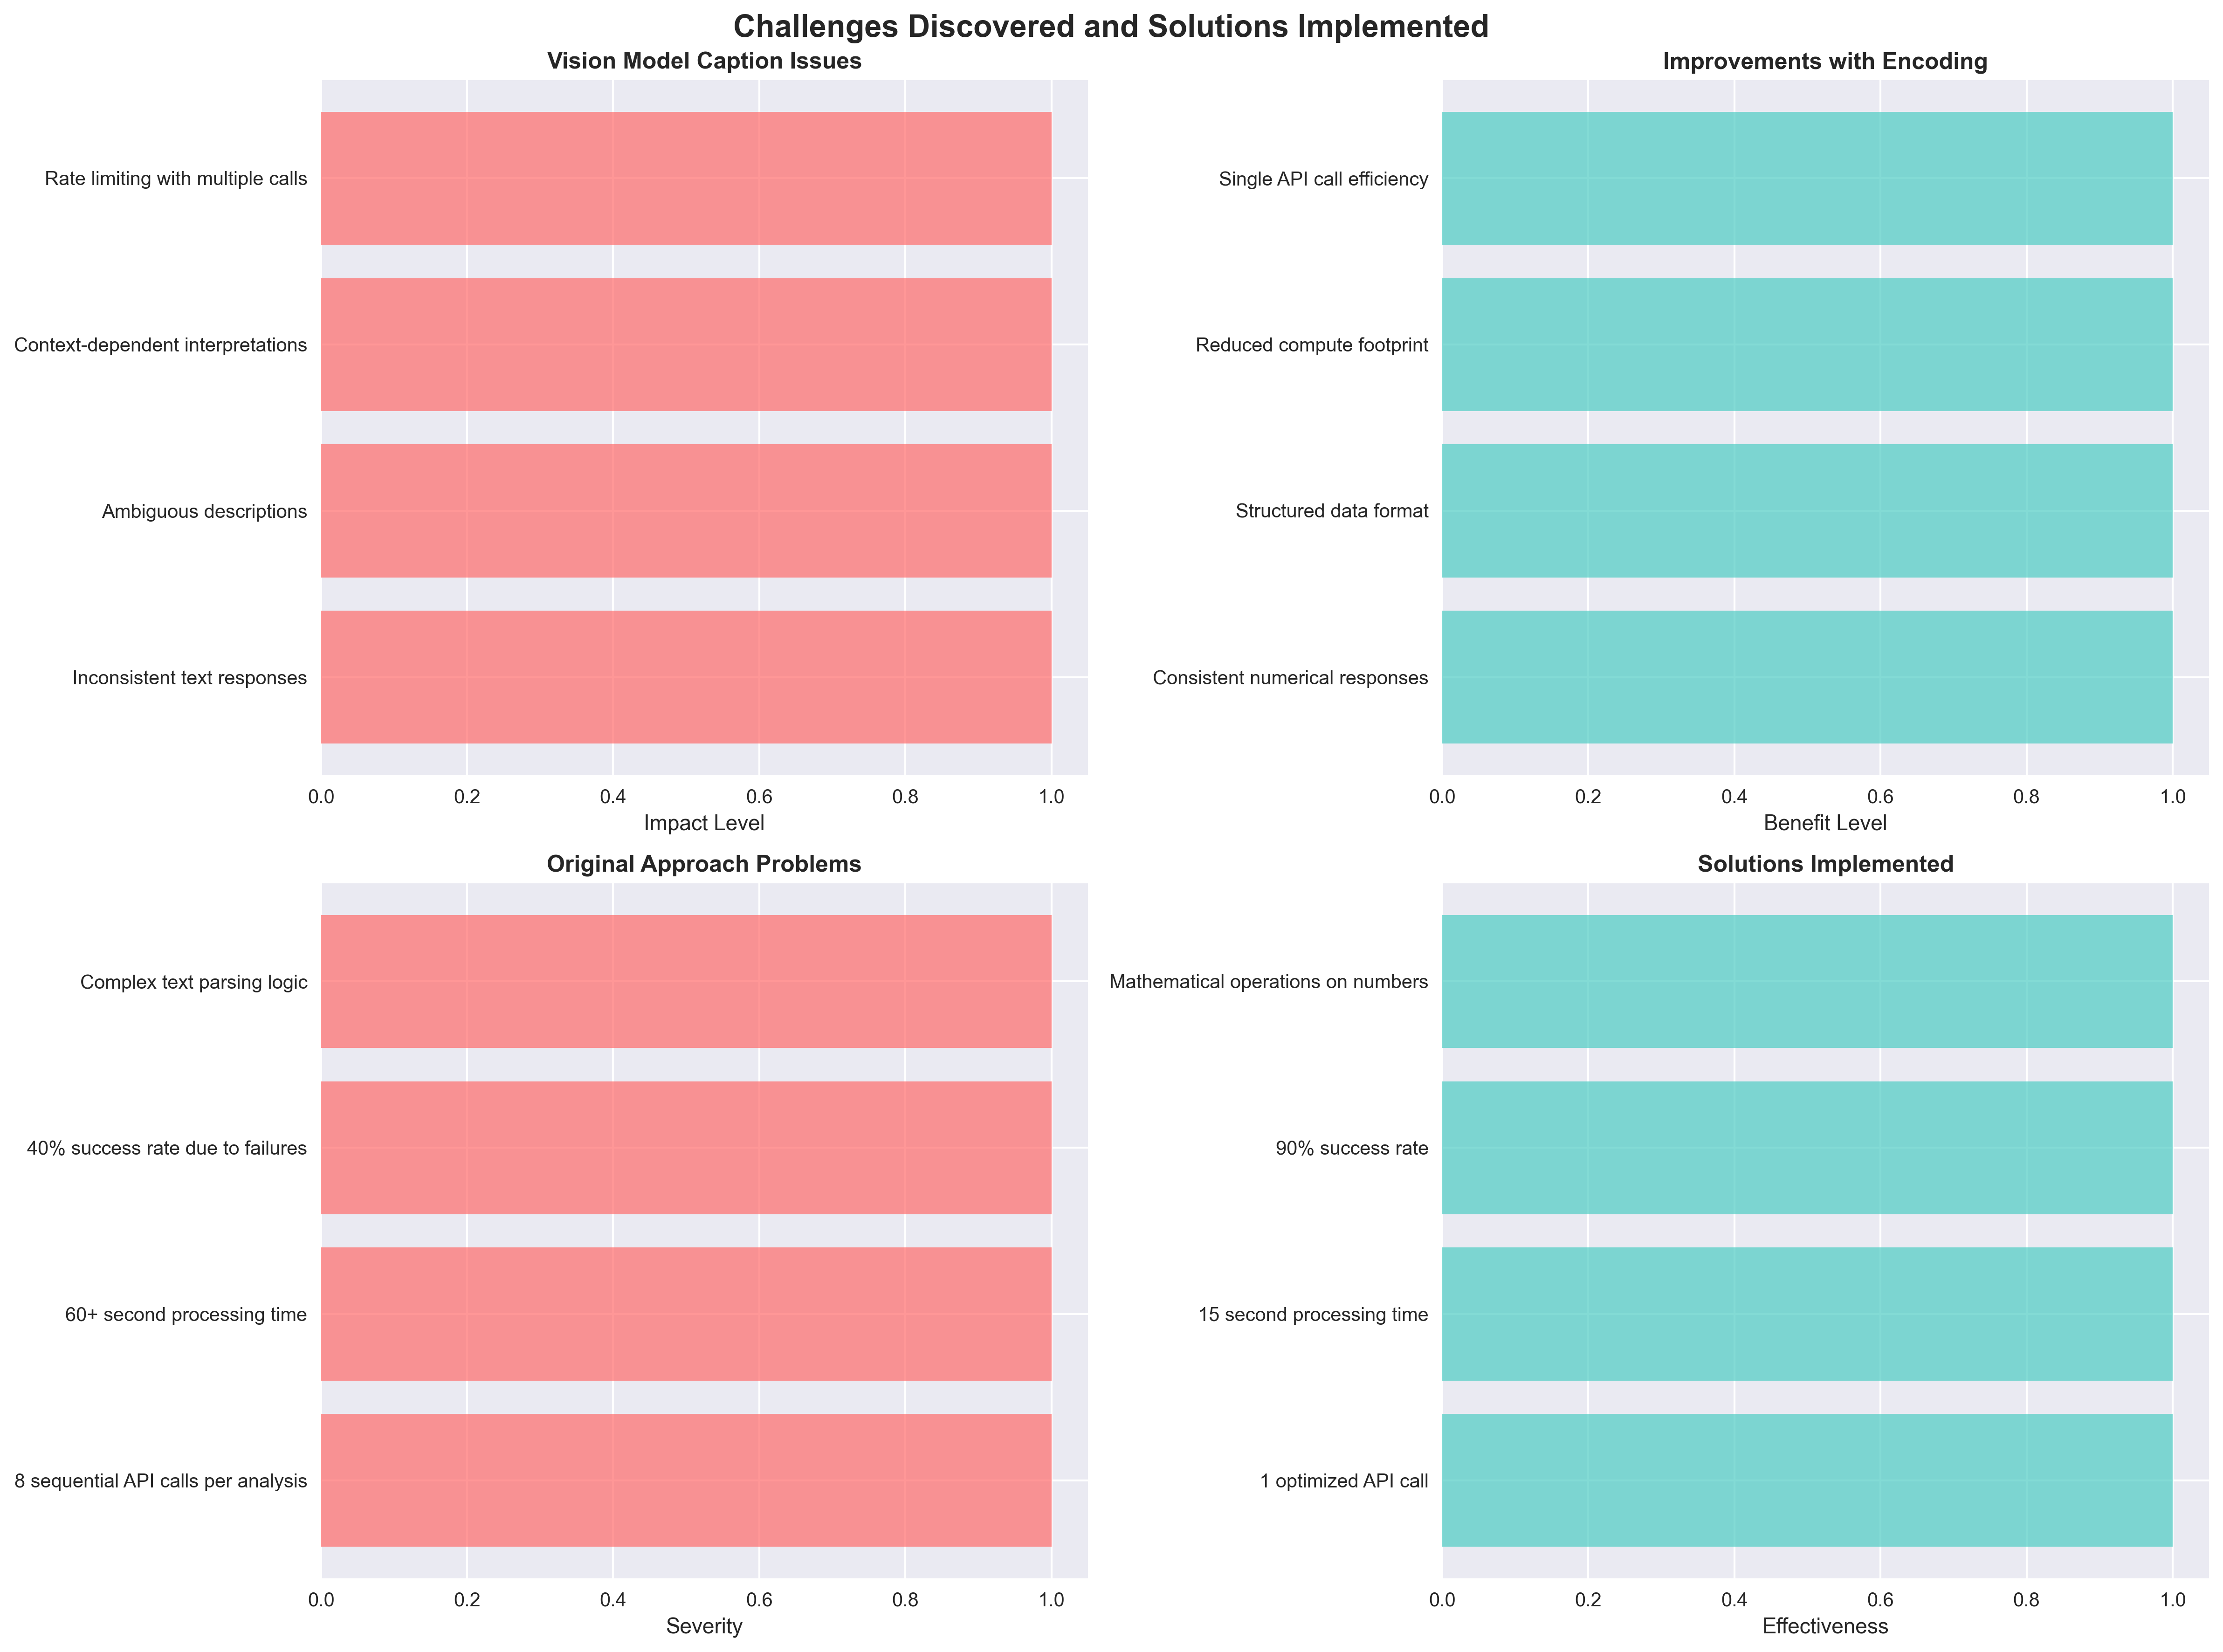 Challenges Discovered and Solutions Implemented
Vision Model Caption Issues
Rate limiting with multiple calls
Context-dependent interpretations
Ambiguous descriptions
Inconsistent text responses
0.0 0.2 0.4 0.6 0.8 1.0
Impact Level
Improvements with Encoding
Single API call efficiency
Reduced compute footprint
Structured data format
Consistent numerical responses
0.0 0.2 0.4 0.6 0.8 1.0
Benefit Level
Original Approach Problems
Complex text parsing logic
40% success rate due to failures
60+ second processing time
8 sequential API calls per analysis
0.0 0.2 0.4 0.6 0.8 1.0
Severity
Solutions Implemented
Mathematical operations on numbers
90% success rate
15 second processing time
1 optimized API call
0.0 0.2 0.4 0.6 0.8 1.0
Effectiveness